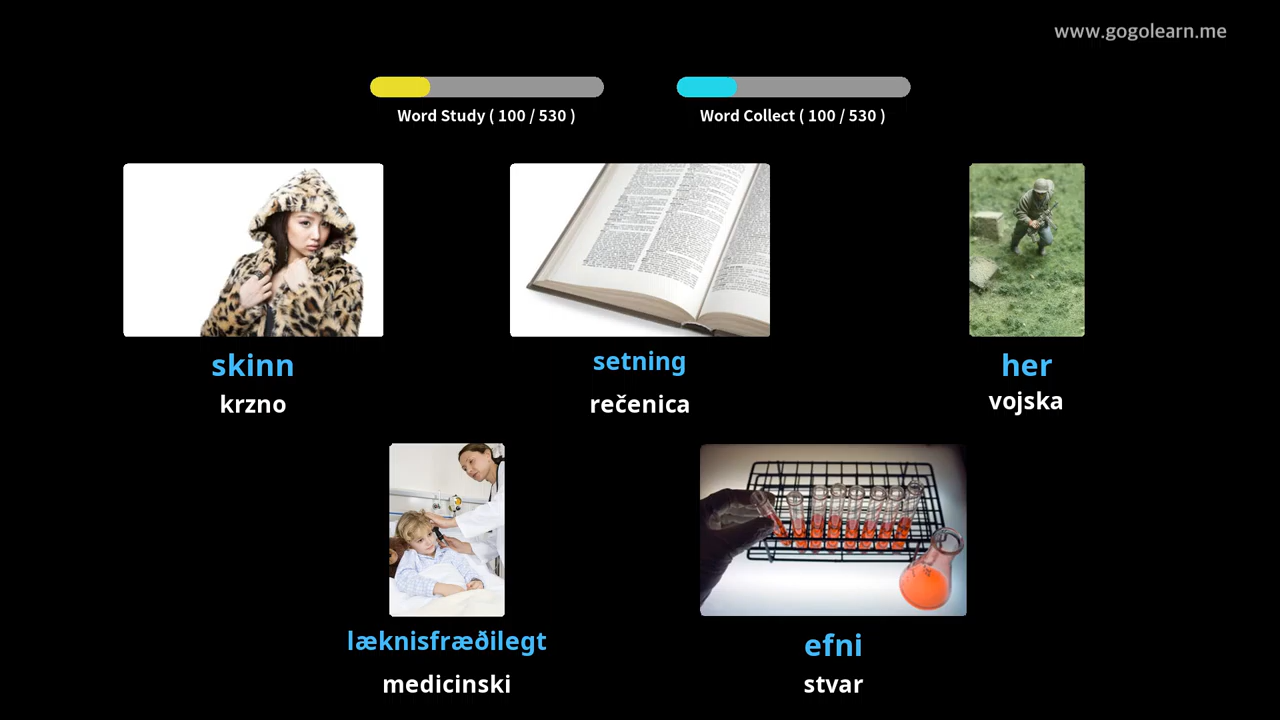 www.gogolearn.me
Word Study ( 100 / 530 )
Word Collect ( 100 / 530 )
skinn
krzno
setning
rečenica
her
vojska
læknisfræðilegt
medicinski
efni
stvar